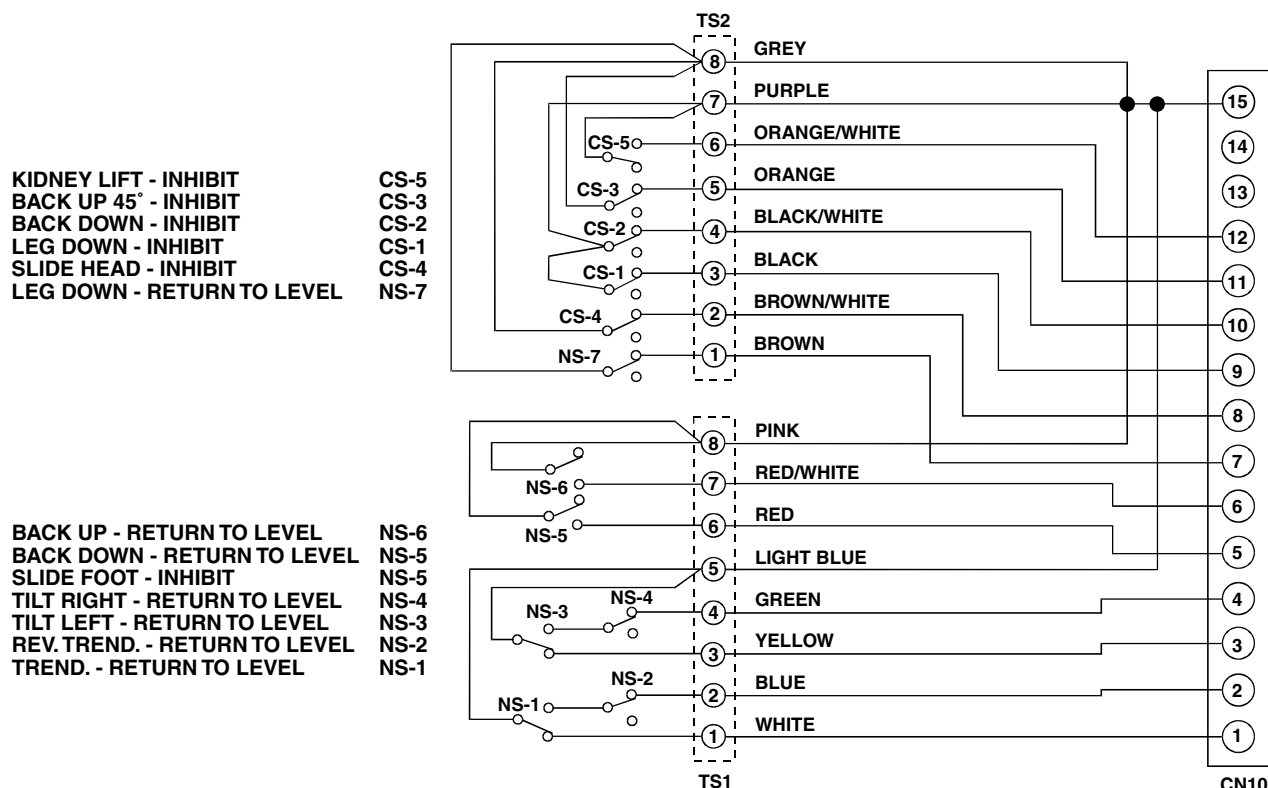 TS2
8 GREY
7 PURPLE
15
CS-5 6 ORANGE/WHITE
14
KIDNEY LIFT - INHIBIT CS-5
CS-3 5 ORANGE
13
BACK UP 45° - INHIBIT CS-3
BACK DOWN - INHIBIT CS-2
CS-2 4 BLACK/WHITE
12
LEG DOWN - INHIBIT CS-1
SLIDE HEAD - INHIBIT CS-4
CS-1 3 BLACK
11
LEG DOWN - RETURN TO LEVEL NS-7
CS-4 2 BROWN/WHITE
10
NS-7 1 BROWN
9
8
8 PINK
7
NS-6 7 RED/WHITE
6
NS-5 6 RED
5
BACK UP - RETURN TO LEVEL NS-6
BACK DOWN - RETURN TO LEVEL NS-5
5 LIGHT BLUE
SLIDE FOOT - INHIBIT NS-5
TILT RIGHT - RETURN TO LEVEL NS-4
NS-3 NS-4 4 GREEN
4
TILT LEFT - RETURN TO LEVEL NS-3
REV. TREND. - RETURN TO LEVEL NS-2
3 YELLOW
3
TREND. - RETURN TO LEVEL NS-1
NS-1 NS-2 2 BLUE
2
1 WHITE
1
TS1
CN10